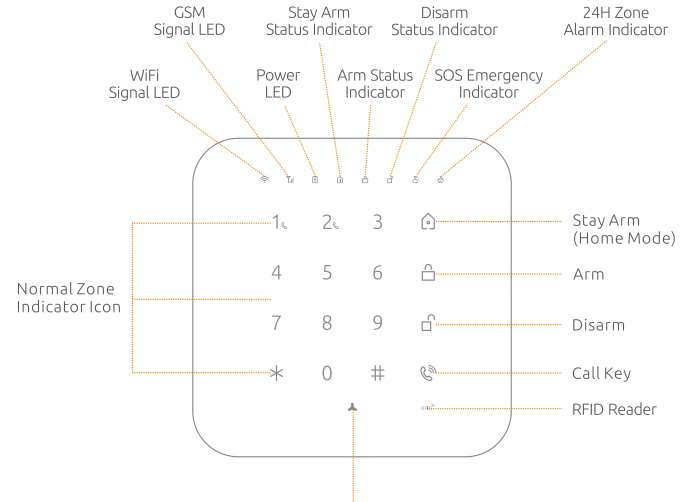 GSM
Signal LED
Stay Arm
Status Indicator
Disarm
Status Indicator
24H Zone
Alarm Indicator
WiFi
Signal LED
Power
LED
Arm Status
Indicator
SOS Emergency
Indicator
1 2 3
Stay Arm
(Home Mode)
4 5 6
Arm
Normal Zone
Indicator Icon
7 8 9
Disarm
* 0 #
Call Key
RFID Reader